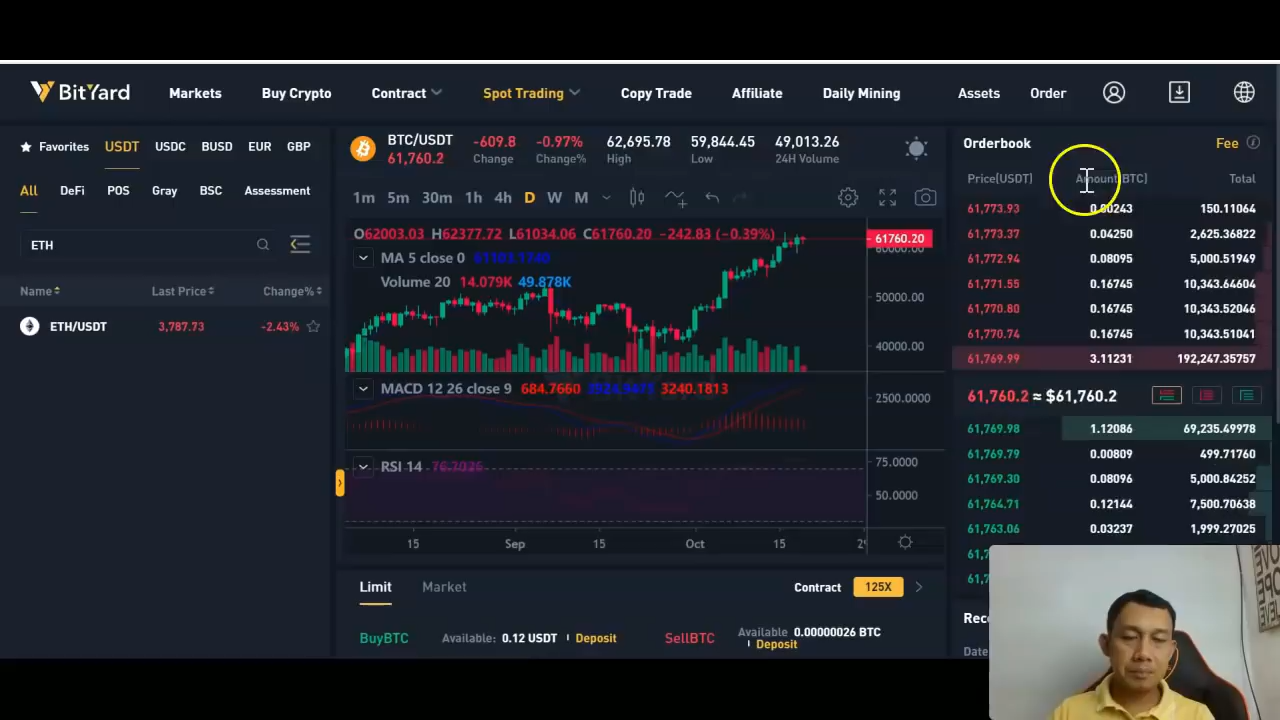 BitYard Markets Buy Crypto Contract Spot Trading Copy Trade Affiliate Daily Mining Assets Order
Favorites USDT USDC BUSD EUR GBP
All DeFi POS Gray BSC Assessment
ETH
Name Last Price Change%
ETH/USDT 3,787.73 -2.43%
BTC/USDT -609.8 -0.97% 62,695.78 59,844.45 49,013.26
61,760.2 Change Change% High Low 24H Volume
1m 5m 30m 1h 4h D W M
O62003.03 H62377.72 L61034.06 C61760.20 -242.83 (-0.39%)
MA 5 close 0 61103.1740
Volume 20 14.079K 49.878K
61760.20
60000.00
50000.00
40000.00
MACD 12 26 close 9 684.7660 3240.1813
2500.0000
RSI 14
75.0000
50.0000
15 Sep 15 Oct 15
Limit Market Contract 125X
BuyBTC Available: 0.12 USDT Deposit SellBTC Available 0.00000026 BTC
Deposit
Orderbook Fee
Price(USDT) Amount(BTC) Total
61,773.93 0.00243 150.11064
61,773.37 0.04250 2,625.36822
61,772.94 0.08095 5,000.51949
61,771.55 0.16745 10,343.64604
61,770.80 0.16745 10,343.52046
61,770.74 0.16745 10,343.51041
61,769.99 3.11231 192,247.35757
61,760.2 ≈ $61,760.2
61,769.98 1.12086 69,235.49978
61,769.79 0.00809 499.71760
61,769.30 0.08096 5,000.84252
61,764.71 0.12144 7,500.70638
61,763.06 0.03237 1,999.27025